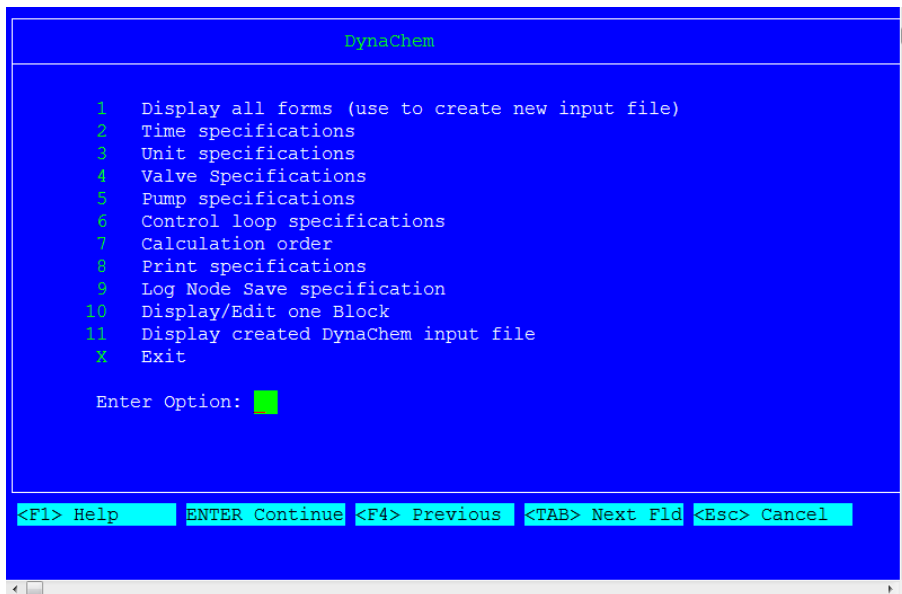 DynaChem
1 Display all forms (use to create new input file)
2 Time specifications
3 Unit specifications
4 Valve Specifications
5 Pump specifications
6 Control loop specifications
7 Calculation order
8 Print specifications
9 Log Node Save specification
10 Display/Edit one Block
11 Display created DynaChem input file
X Exit
Enter Option:
<F1> Help ENTER Continue <F4> Previous <TAB> Next Fld <Esc> Cancel